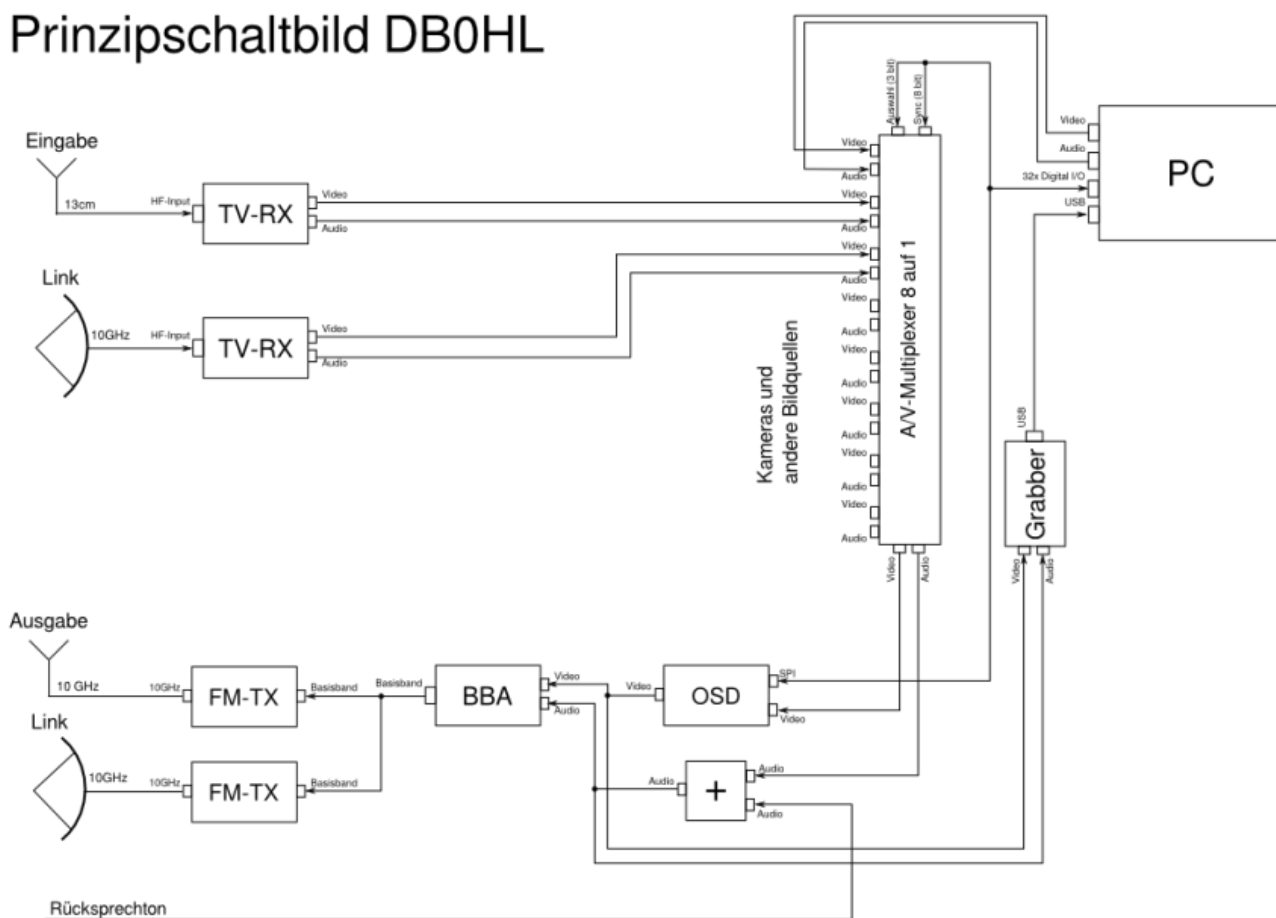 Prinzipschaltbild DB0HL
Auswahl (3 bit)
Sync (8 bit)
Video
Audio
32x Digital I/O
USB
PC
Eingabe
13cm
HF-Input
TV-RX
Video
Audio
Link
10GHz
HF-Input
TV-RX
Video
Audio
Video
Audio
Video
Audio
Video
Audio
Video
Audio
Video
Audio
Video
Audio
Video
Audio
Video
Audio
A/V-Multiplexer 8 auf 1
Kameras und
andere Bildquellen
Video
Audio
USB
Grabber
Video
Audio
Ausgabe
10 GHz
10GHz
FM-TX
Basisband
Basisband
BBA
Video
Audio
Video
OSD
SPI
Video
Link
10GHz
10GHz
FM-TX
Basisband
Audio
+
Audio
Audio
Rücksprechton